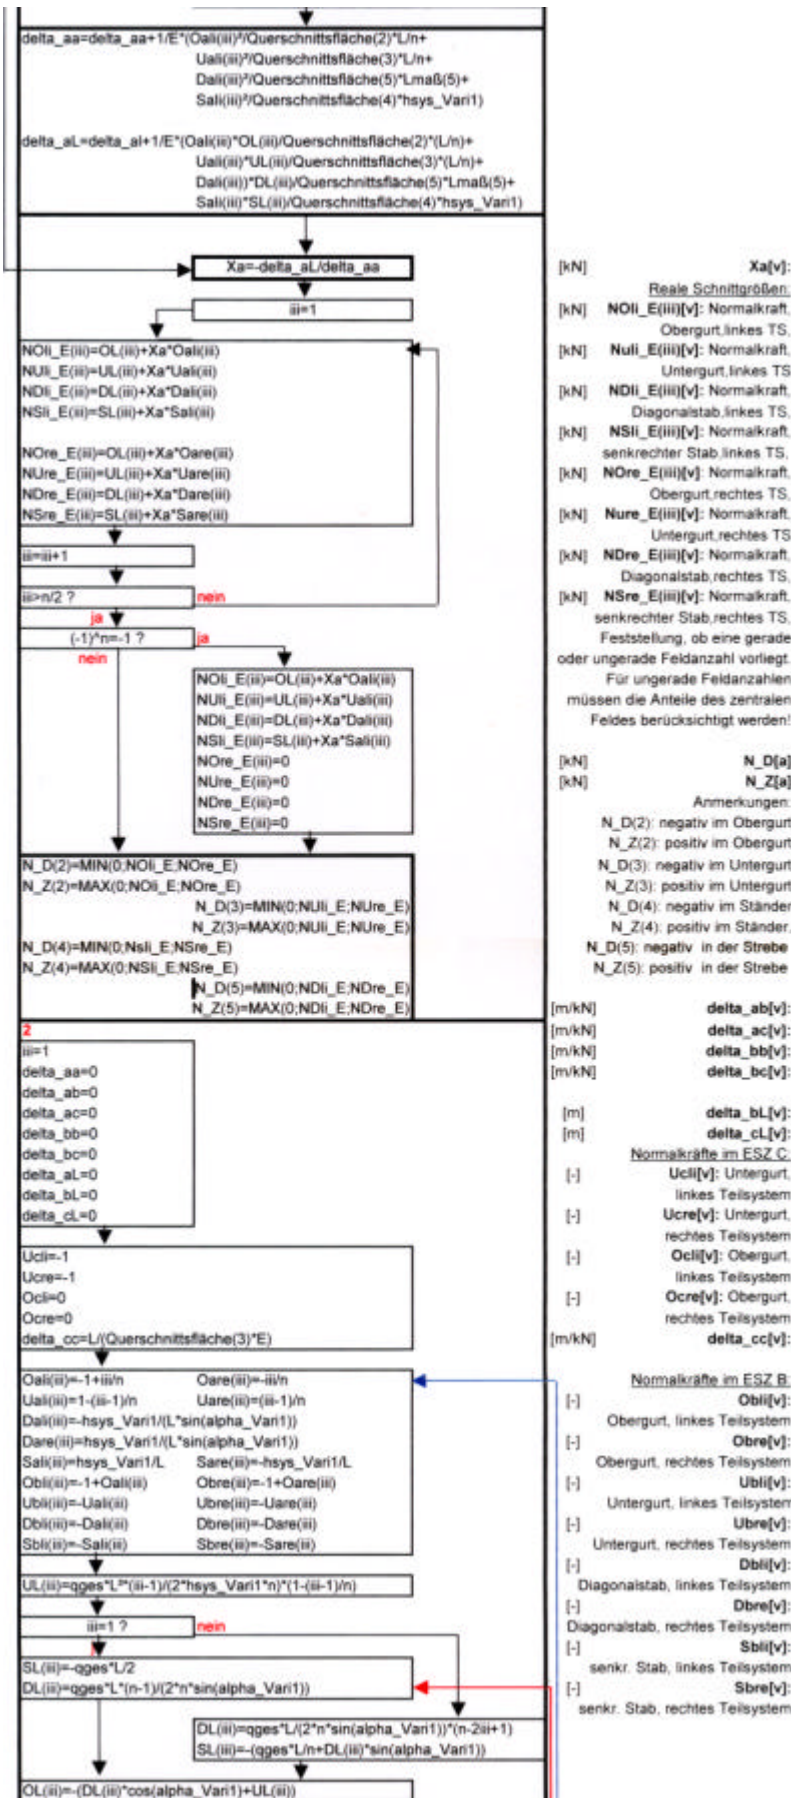 delta_aa=delta_aa+1/E*(Oali(iii)²/Querschnittsfläche(2)*L/n+
Uali(iii)²/Querschnittsfläche(3)*L/n+
Dali(iii)²/Querschnittsfläche(5)*Lmaß(5)+
Sali(iii)²/Querschnittsfläche(4)*hsys_Vari1)
delta_aL=delta_al+1/E*(Oali(iii)*OL(iii)/Querschnittsfläche(2)*(L/n)+
Uali(iii)*UL(iii)/Querschnittsfläche(3)*(L/n)+
Dali(iii))*DL(iii)/Querschnittsfläche(5)*Lmaß(5)+
Sali(iii)*SL(iii)/Querschnittsfläche(4)*hsys_Vari1)
Xa=-delta_aL/delta_aa
iii=1
NOli_E(iii)=OL(iii)+Xa*Oali(iii)
NUli_E(iii)=UL(iii)+Xa*Uali(iii)
NDli_E(iii)=DL(iii)+Xa*Dali(iii)
NSli_E(iii)=SL(iii)+Xa*Sali(iii)
NOre_E(iii)=OL(iii)+Xa*Oare(iii)
NUre_E(iii)=UL(iii)+Xa*Uare(iii)
NDre_E(iii)=DL(iii)+Xa*Dare(iii)
NSre_E(iii)=SL(iii)+Xa*Sare(iii)
iii=iii+1
iii>n/2 ? nein
ja
(-1)^n=-1 ? ja
nein
NOli_E(iii)=OL(iii)+Xa*Oali(iii)
NUli_E(iii)=UL(iii)+Xa*Uali(iii)
NDli_E(iii)=DL(iii)+Xa*Dali(iii)
NSli_E(iii)=SL(iii)+Xa*Sali(iii)
NOre_E(iii)=0
NUre_E(iii)=0
NDre_E(iii)=0
NSre_E(iii)=0
N_D(2)=MIN(0;NOli_E;NOre_E)
N_Z(2)=MAX(0;NOli_E;NOre_E)
N_D(3)=MIN(0;NUli_E;NUre_E)
N_Z(3)=MAX(0;NUli_E;NUre_E)
N_D(4)=MIN(0;Nsli_E;NSre_E)
N_Z(4)=MAX(0;NSli_E;NSre_E)
N_D(5)=MIN(0;NDli_E;NDre_E)
N_Z(5)=MAX(0;NDli_E;NDre_E)
2
iii=1
delta_aa=0
delta_ab=0
delta_ac=0
delta_bb=0
delta_bc=0
delta_aL=0
delta_bL=0
delta_cL=0
Ucli=-1
Ucre=-1
Ocli=0
Ocre=0
delta_cc=L/(Querschnittsfläche(3)*E)
Oali(iii)=-1+iii/n Oare(iii)=-iii/n
Uali(iii)=1-(iii-1)/n Uare(iii)=(iii-1)/n
Dali(iii)=-hsys_Vari1/(L*sin(alpha_Vari1))
Dare(iii)=hsys_Vari1/(L*sin(alpha_Vari1))
Sali(iii)=hsys_Vari1/L Sare(iii)=-hsys_Vari1/L
Obli(iii)=-1+Oali(iii) Obre(iii)=-1+Oare(iii)
Ubli(iii)=-Uali(iii) Ubre(iii)=-Uare(iii)
Dbli(iii)=-Dali(iii) Dbre(iii)=-Dare(iii)
Sbli(iii)=-Sali(iii) Sbre(iii)=-Sare(iii)
UL(iii)=qges*L²*(iii-1)/(2*hsys_Vari1*n)*(1-(iii-1)/n)
iii=1 ? nein
SL(iii)=-qges*L/2
DL(iii)=qges*L*(n-1)/(2*n*sin(alpha_Vari1))
DL(iii)=qges*L/(2*n*sin(alpha_Vari1))*(n-2iii+1)
SL(iii)=-(qges*L/n+DL(iii)*sin(alpha_Vari1))
OL(iii)=-(DL(iii)*cos(alpha_Vari1)+UL(iii))
[kN] Xa[v]:
Reale Schnittgrößen:
[kN] NOli_E(iii)[v]: Normalkraft,
Obergurt,linkes TS,
[kN] Nuli_E(iii)[v]: Normalkraft,
Untergurt,linkes TS
[kN] NDli_E(iii)[v]: Normalkraft,
Diagonalstab,linkes TS,
[kN] NSli_E(iii)[v]: Normalkraft,
senkrechter Stab,linkes TS,
[kN] NOre_E(iii)[v]: Normalkraft,
Obergurt,rechtes TS,
[kN] Nure_E(iii)[v]: Normalkraft,
Untergurt,rechtes TS
[kN] NDre_E(iii)[v]: Normalkraft,
Diagonalstab,rechtes TS,
[kN] NSre_E(iii)[v]: Normalkraft,
senkrechter Stab,rechtes TS,
Feststellung, ob eine gerade
oder ungerade Feldanzahl vorliegt.
Für ungerade Feldanzahlen
müssen die Anteile des zentralen
Feldes berücksichtigt werden!
[kN] N_D[a]
[kN] N_Z[a]
Anmerkungen:
N_D(2): negativ im Obergurt
N_Z(2): positiv im Obergurt
N_D(3): negativ im Untergurt
N_Z(3): positiv im Untergurt
N_D(4): negativ im Ständer
N_Z(4): positiv im Ständer.
N_D(5): negativ in der Strebe
N_Z(5): positiv in der Strebe
[m/kN] delta_ab[v]:
[m/kN] delta_ac[v]:
[m/kN] delta_bb[v]:
[m/kN] delta_bc[v]:
[m] delta_bL[v]:
[m] delta_cL[v]:
Normalkräfte im ESZ C:
[-] Ucli[v]: Untergurt,
linkes Teilsystem
[-] Ucre[v]: Untergurt,
rechtes Teilsystem
[-] Ocli[v]: Obergurt,
linkes Teilsystem
[-] Ocre[v]: Obergurt,
rechtes Teilsystem
[m/kN] delta_cc[v]:
Normalkräfte im ESZ B:
[-] Obli[v]:
Obergurt, linkes Teilsystem
[-] Obre[v]:
Obergurt, rechtes Teilsystem
[-] Ubli[v]:
Untergurt, linkes Teilsystem
[-] Ubre[v]:
Untergurt, rechtes Teilsystem
[-] Dbli[v]:
Diagonalstab, linkes Teilsystem
[-] Dbre[v]:
Diagonalstab, rechtes Teilsystem
[-] Sbli[v]:
senkr. Stab, linkes Teilsystem
[-] Sbre[v]:
senkr. Stab, rechtes Teilsystem